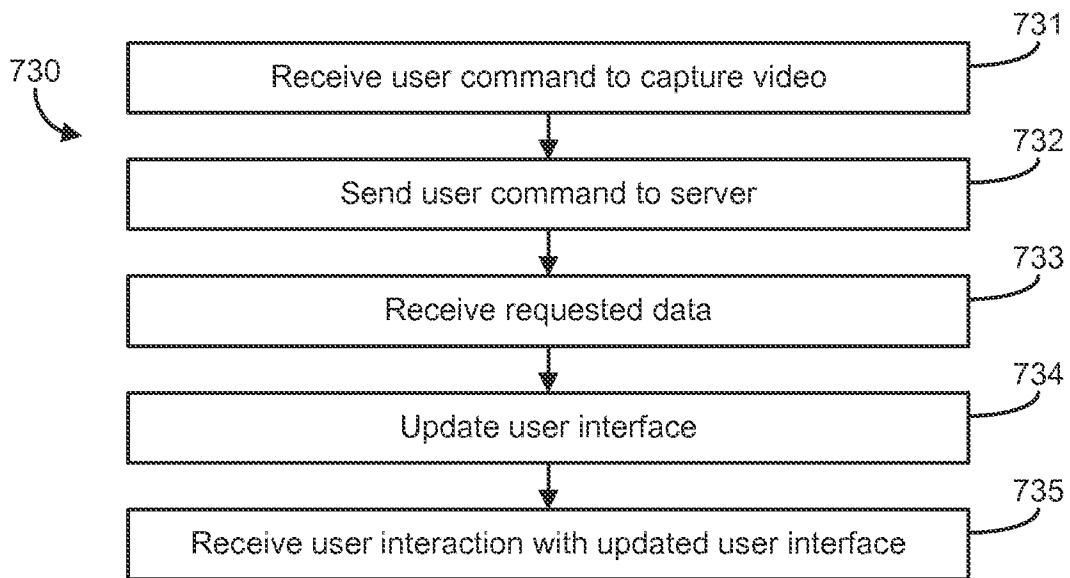 730
731
Receive user command to capture video
732
Send user command to server
733
Receive requested data
734
Update user interface
735
Receive user interaction with updated user interface